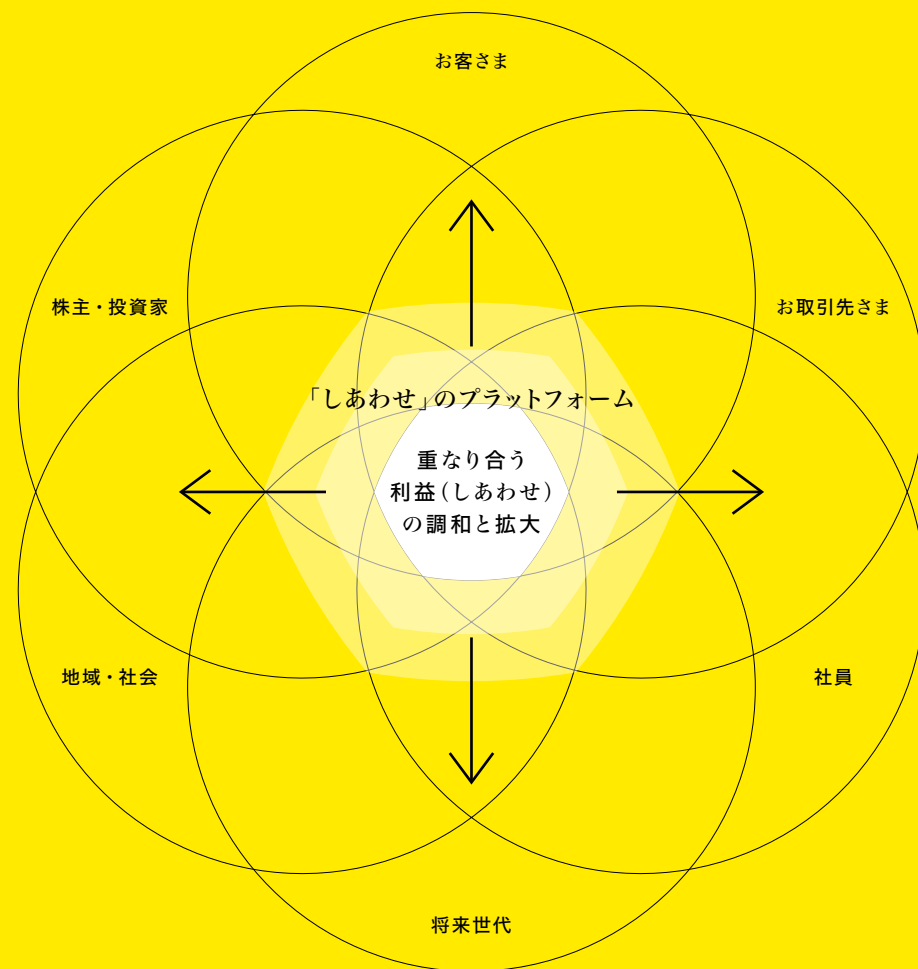 お客さま
株主・投資家
お取引先さま
「しあわせ」のプラットフォーム
重なり合う
利益(しあわせ)
の調和と拡大
地域・社会
社員
将来世代